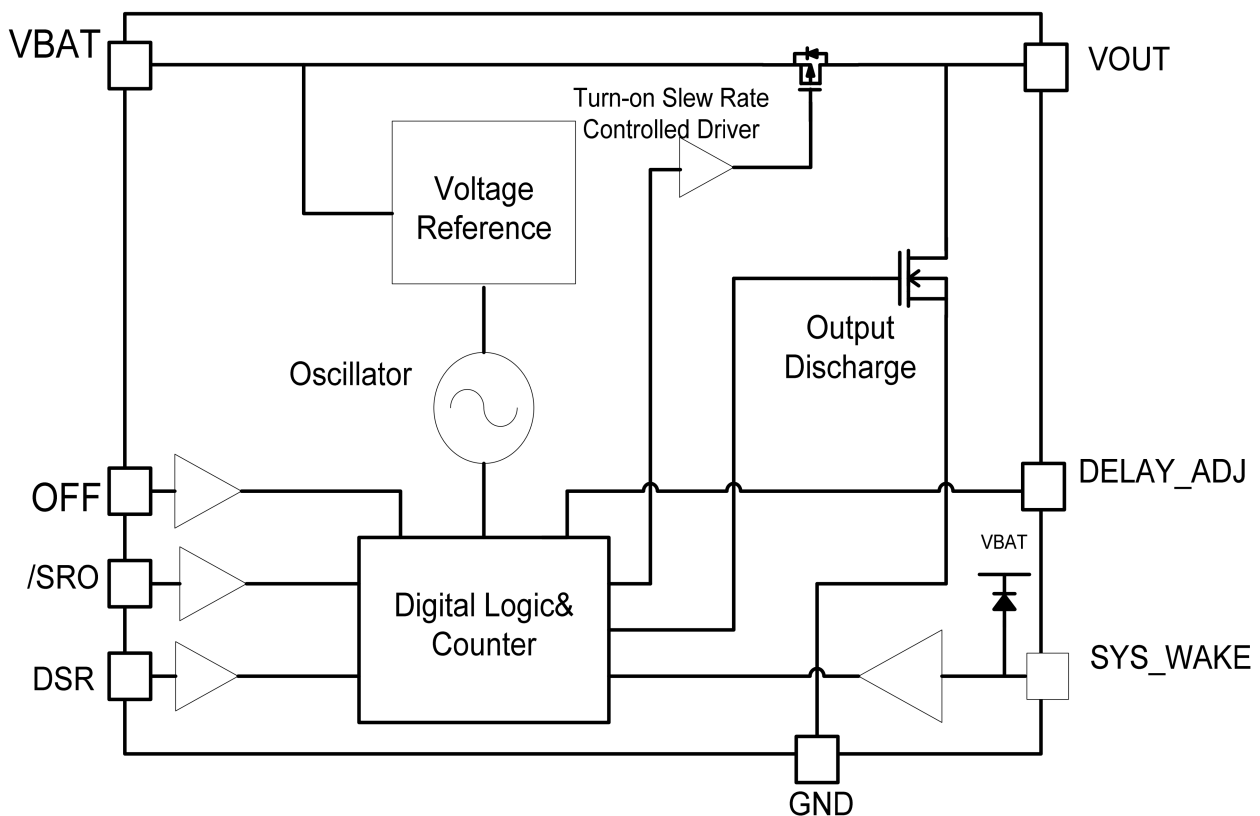 VBAT
VOUT
Turn-on Slew Rate
Controlled Driver
Voltage
Reference
Output
Discharge
Oscillator
OFF
DELAY_ADJ
/SRO
VBAT
Digital Logic&
Counter
DSR
SYS_WAKE
GND